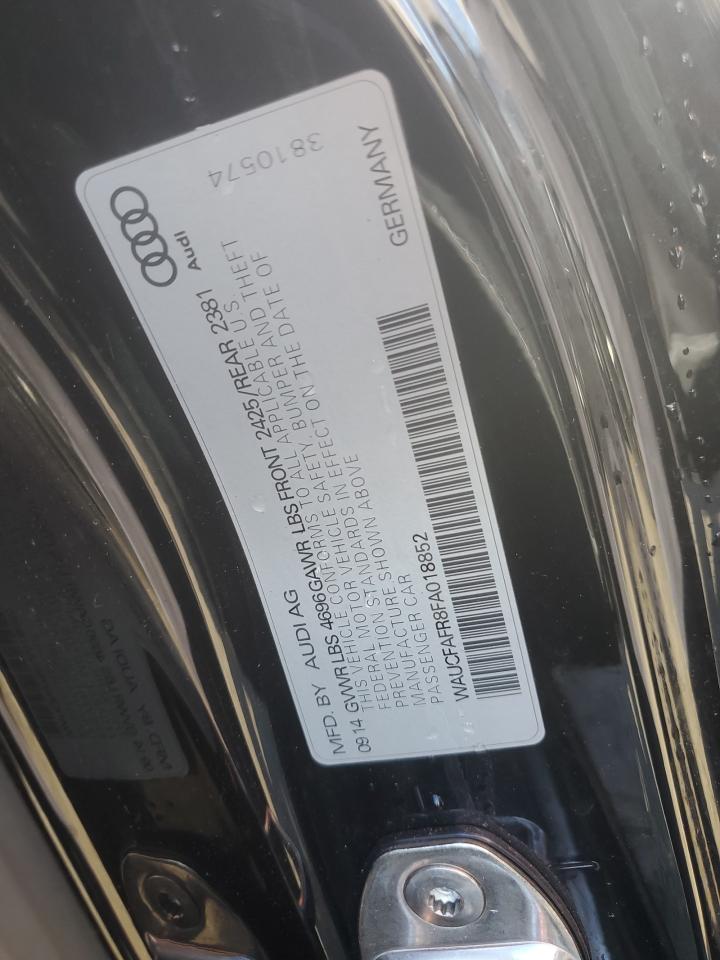 Audi
3810574
MFD. BY AUDI AG
0914 GVWR LBS 4696 GAWR LBS FRONT 2425/REAR 2381
THIS VEHICLE CONFORMS TO ALL APPLICABLE U.S.
FEDERAL MOTOR VEHICLE SAFETY, BUMPER AND THEFT
PREVENTION STANDARDS IN EFFECT ON THE DATE OF
MANUFACTURE SHOWN ABOVE
PASSENGER CAR
GERMANY
WAUCFAFR8FA018852